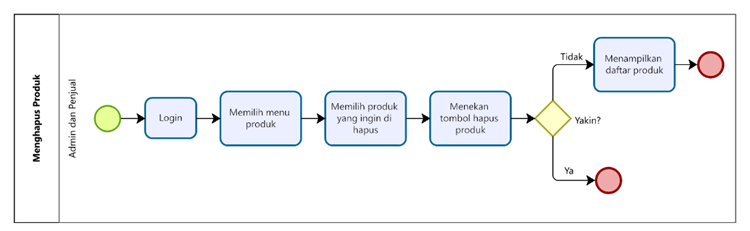 Menghapus Produk
Admin dan Penjual
Login
Memilih menu
produk
Memilih produk
yang ingin di
hapus
Menekan
tombol hapus
produk
Yakin?
Tidak
Menampilkan
daftar produk
Ya